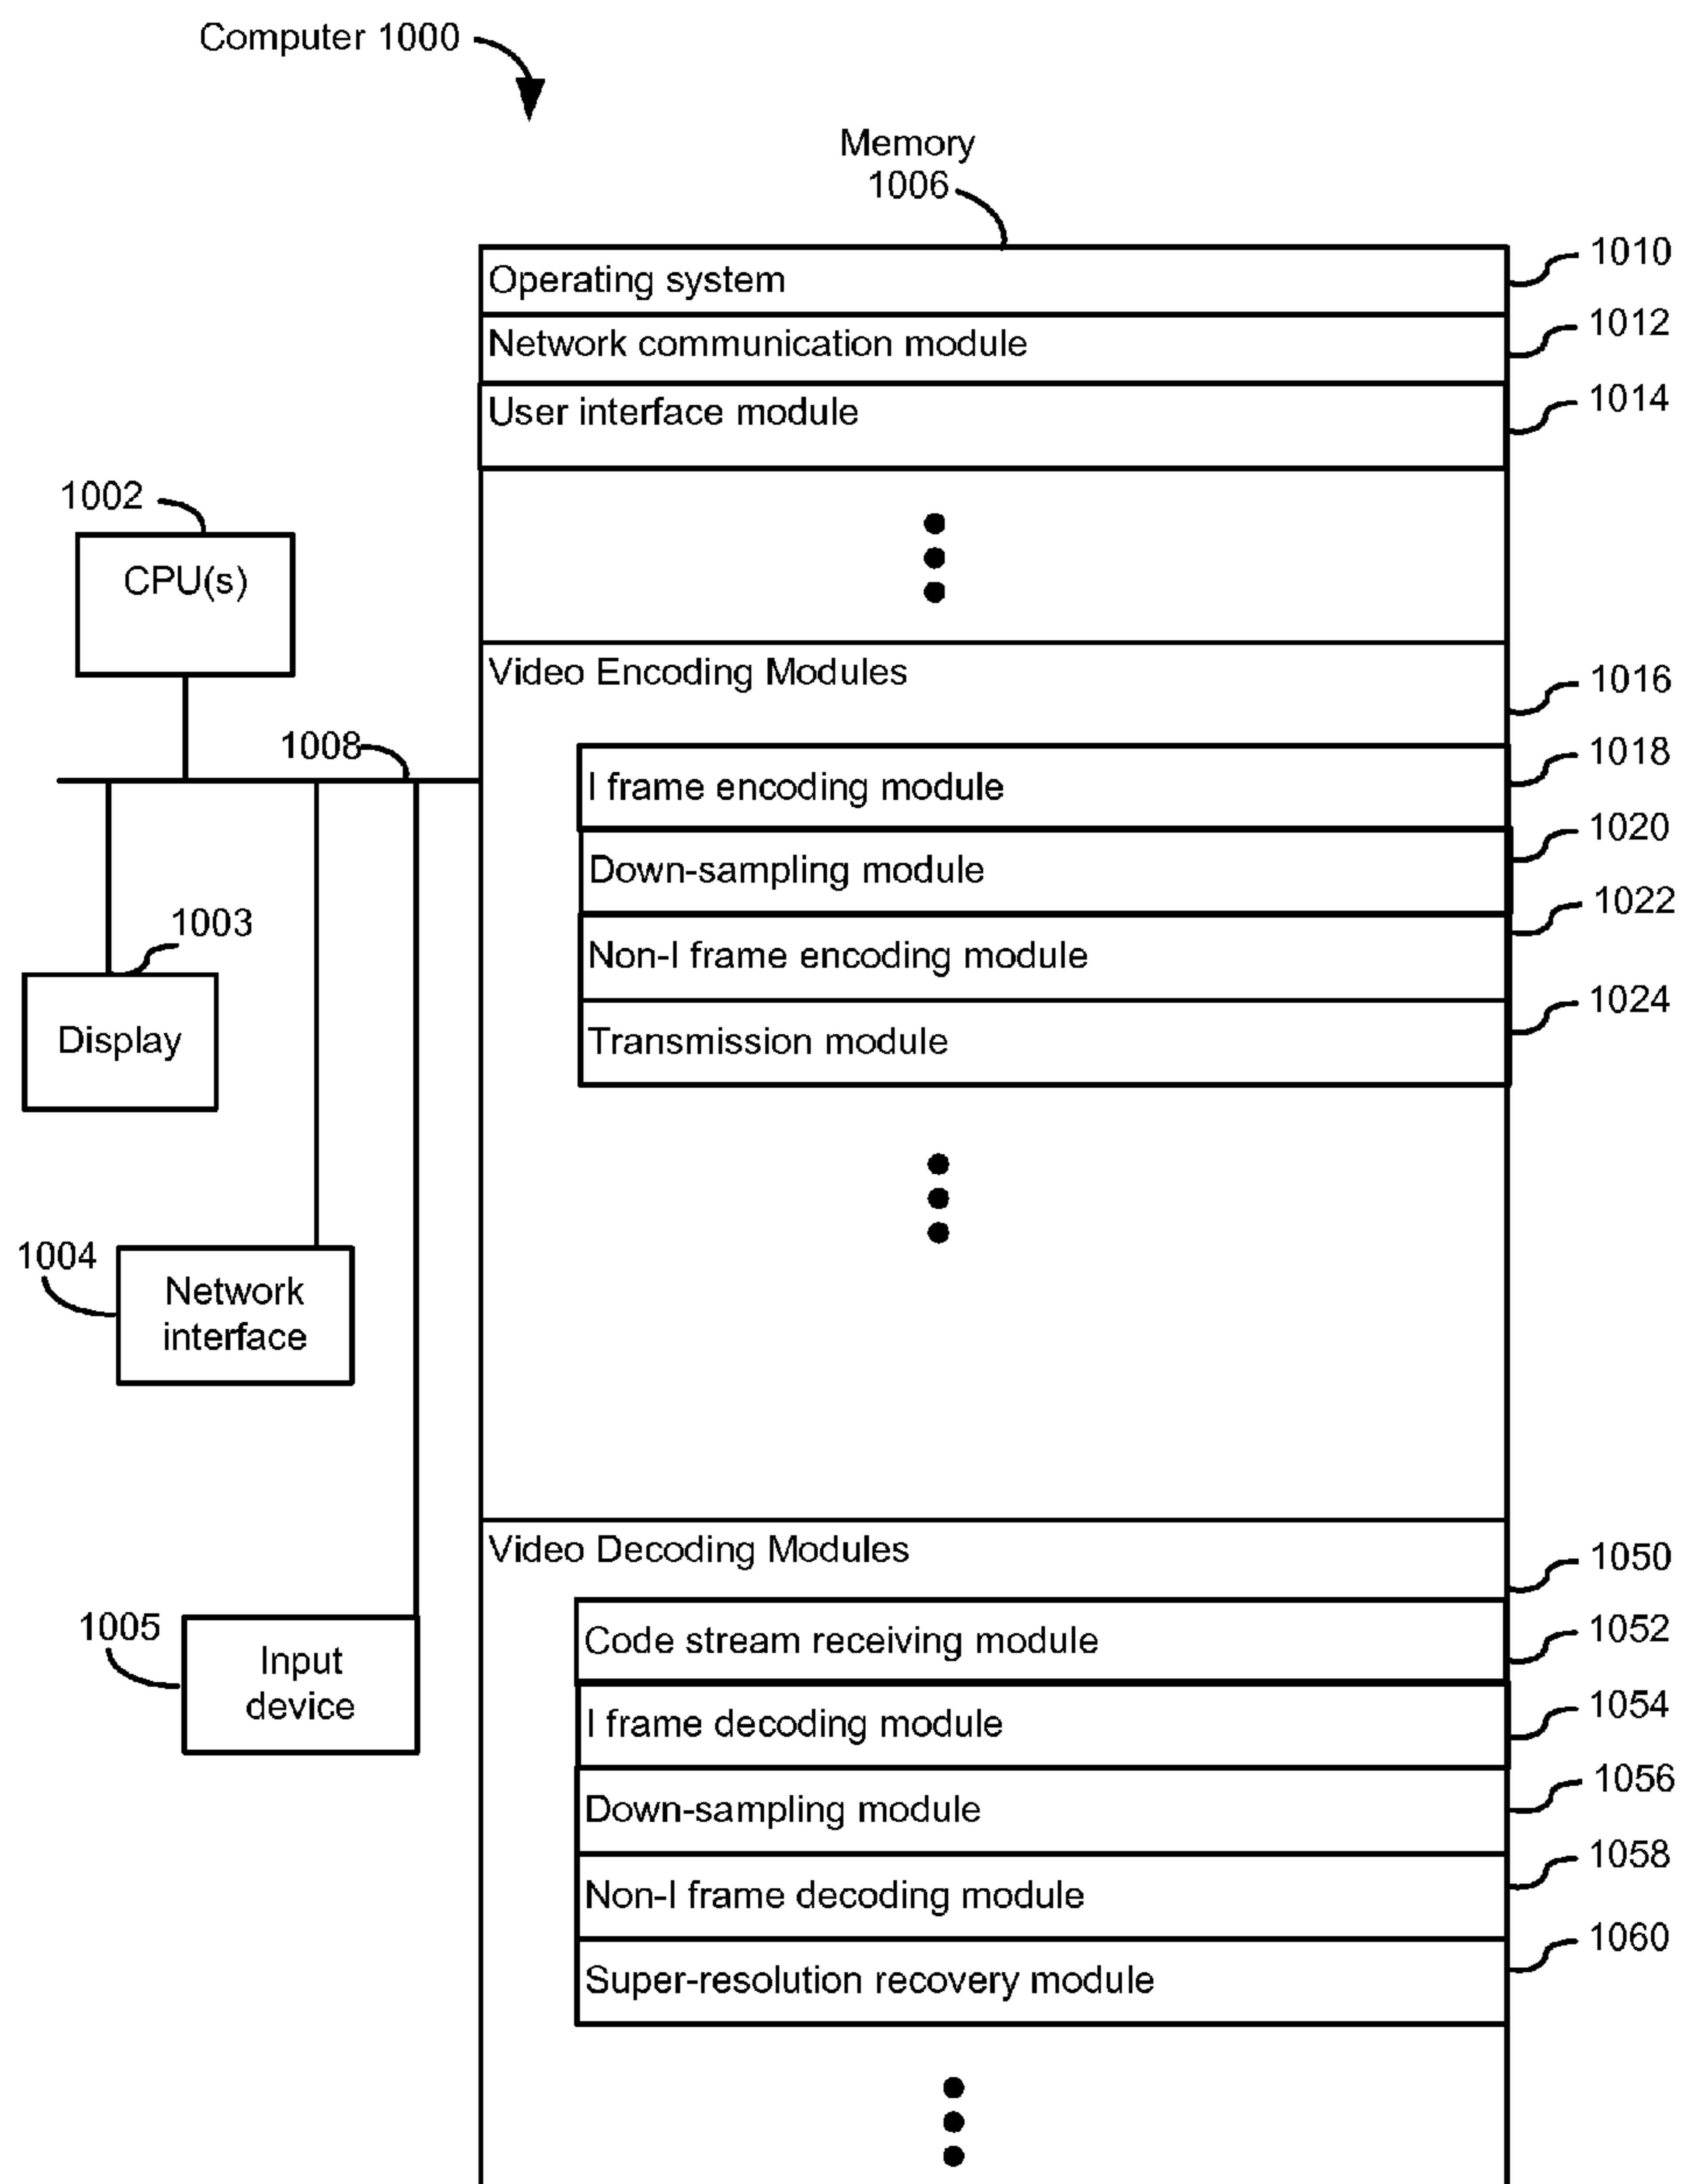 Computer 1000
Memory
1006
Operating system
1010
Network communication module
1012
User interface module
1014
1002
CPU(s)
1008
1003
Display
1004
Network
interface
1005
Input
device
Video Encoding Modules
1016
I frame encoding module
1018
Down-sampling module
1020
Non-I frame encoding module
1022
Transmission module
1024
Video Decoding Modules
1050
Code stream receiving module
1052
I frame decoding module
1054
Down-sampling module
1056
Non-I frame decoding module
1058
Super-resolution recovery module
1060